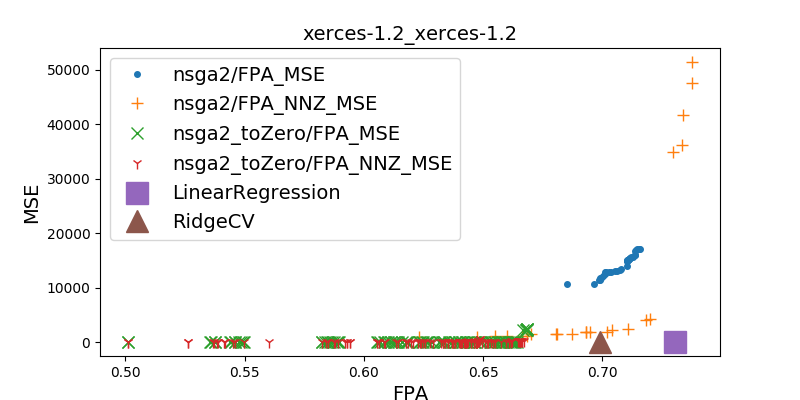 xerces-1.2_xerces-1.2
50000
40000
30000
20000
10000
0
MSE
nsga2/FPA_MSE
nsga2/FPA_NNZ_MSE
nsga2_toZero/FPA_MSE
nsga2_toZero/FPA_NNZ_MSE
LinearRegression
RidgeCV
0.50 0.55 0.60 0.65 0.70
FPA